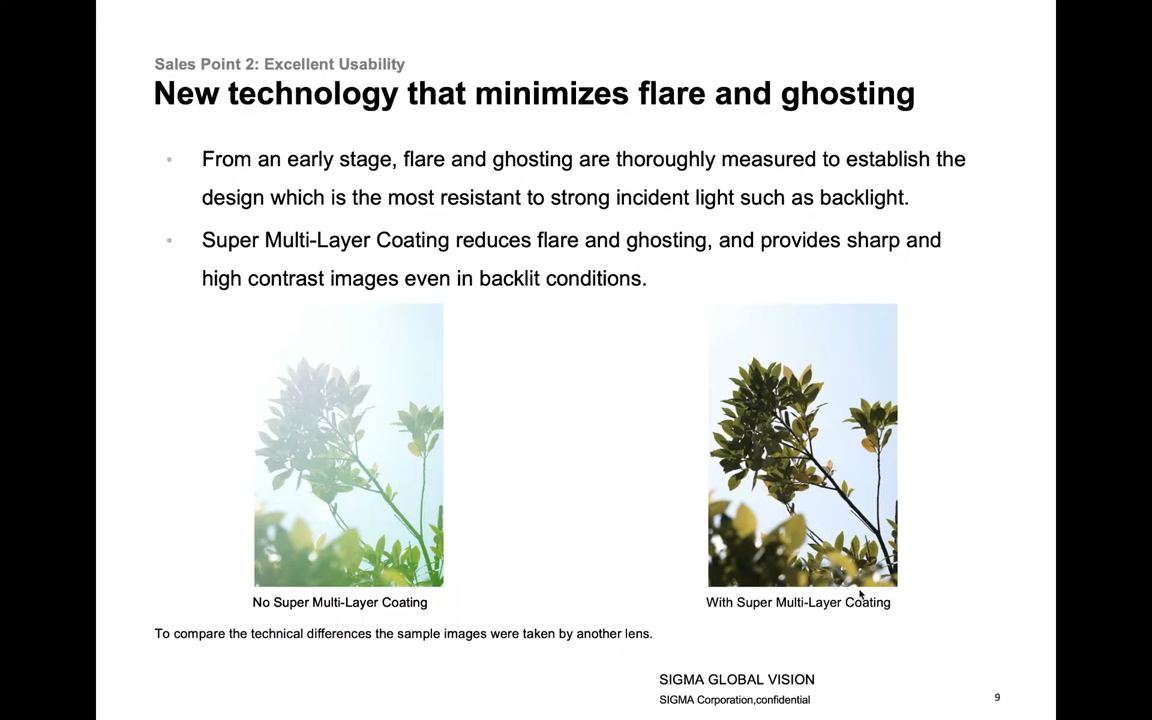 Sales Point 2: Excellent Usability
New technology that minimizes flare and ghosting
• From an early stage, flare and ghosting are thoroughly measured to establish the
design which is the most resistant to strong incident light such as backlight.
• Super Multi-Layer Coating reduces flare and ghosting, and provides sharp and
high contrast images even in backlit conditions.
No Super Multi-Layer Coating
With Super Multi-Layer Coating
To compare the technical differences the sample images were taken by another lens.
SIGMA GLOBAL VISION
SIGMA Corporation,confidential
9